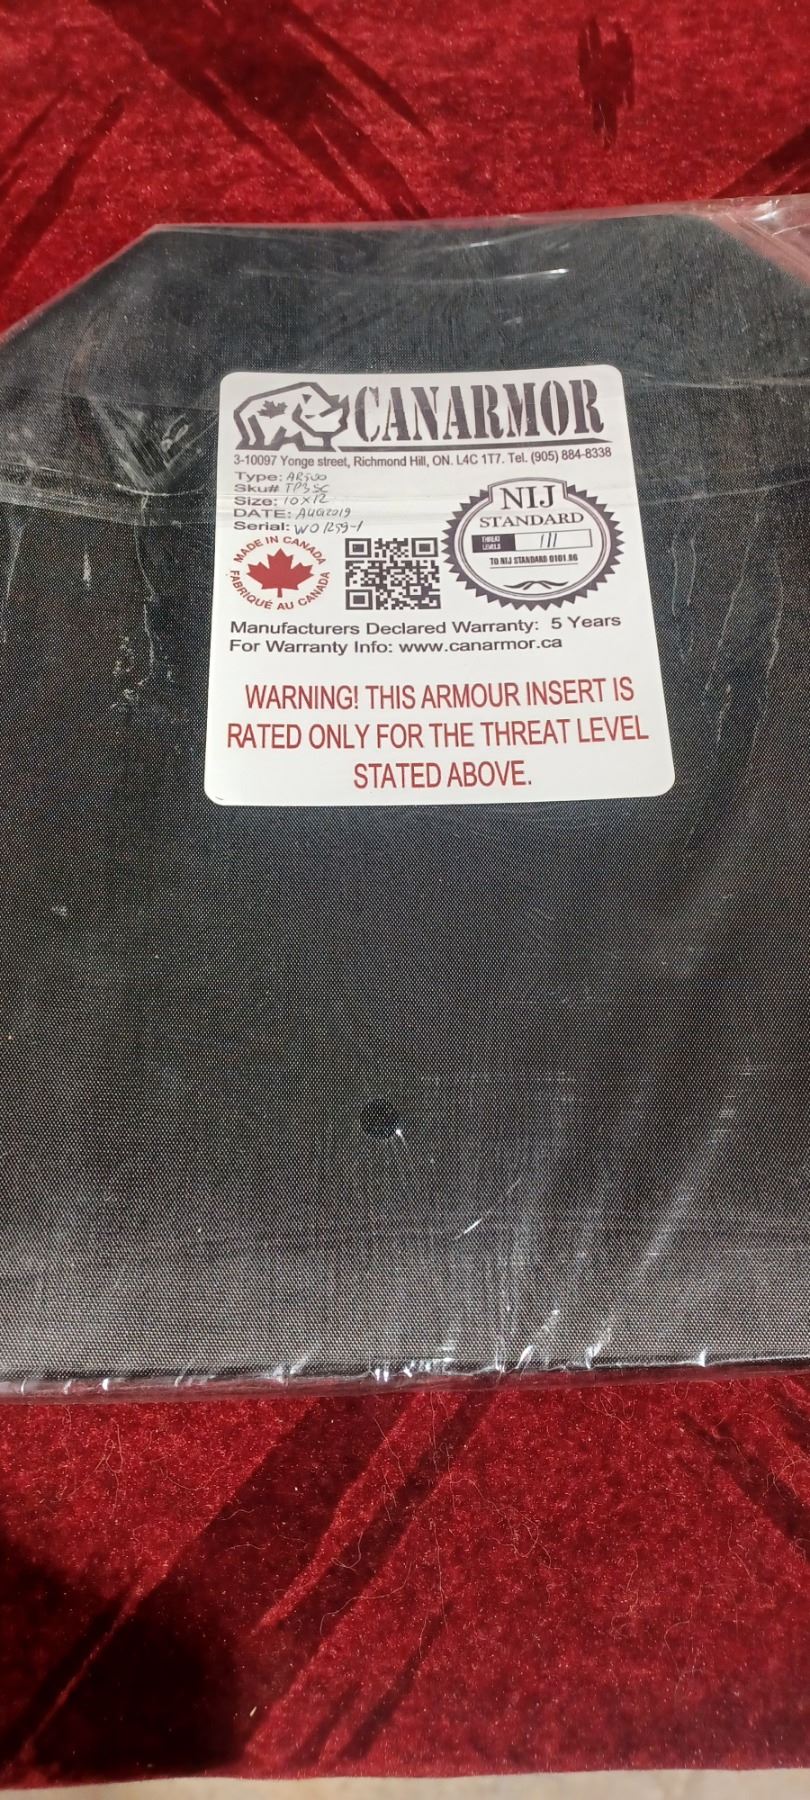 CANARMOR
3-10097 Yonge street, Richmond Hill, ON. L4C 1T7. Tel. (905) 884-8338
Type: AR500
Sku# TP3SC
Size: 10X12
DATE: AUG2019
Serial: WO1259-1
NIJ
STANDARD
THREAT
LEVELS
III
TO NIJ STANDARD 0101.06
MADE IN CANADA
FABRIQUÉ AU CANADA
Manufacturers Declared Warranty: 5 Years
For Warranty Info: www.canarmor.ca
WARNING! THIS ARMOUR INSERT IS
RATED ONLY FOR THE THREAT LEVEL
STATED ABOVE.